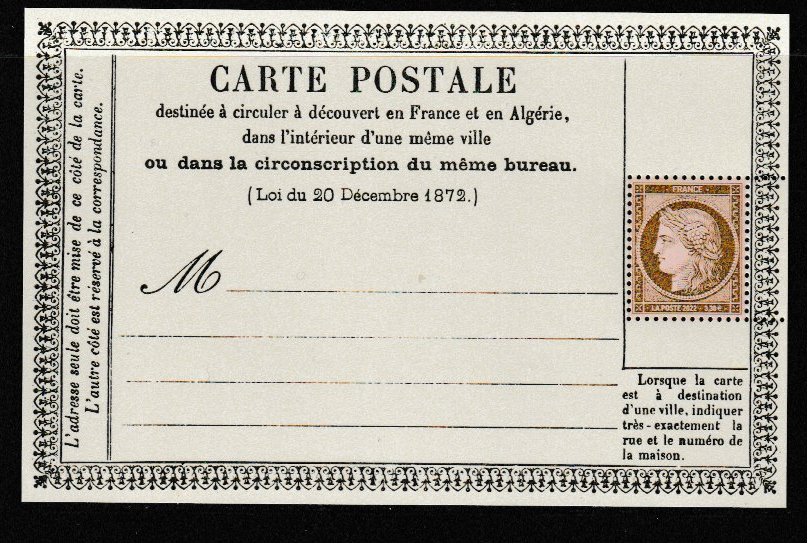 CARTE POSTALE
destinée à circuler à découvert en France et en Algérie,
dans l'intérieur d'une même ville
ou dans la circonscription du même bureau.
(Loi du 20 Décembre 1872.)
M
L'adresse seule doit être mise de ce côté de la carte.
L'autre côté est réservé à la correspondance.
FRANCE
LA POSTE 2022 - 3,30€
Lorsque la carte
est à destination
d'une ville, indiquer
très-exactement la
rue et le numéro de
la maison.